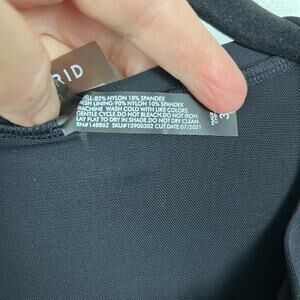 RID
ELL:82% NYLON 18% SPANDEX
ESH LINING:90% NYLON 10% SPANDEX
MACHINE WASH COLD WITH LIKE COLORS
GENTLE CYCLE.DO NOT BLEACH.DO NOT IRON.
LAY FLAT TO DRY IN SHADE.DO NOT DRY CLEAN
RN#148862 SKU#15900302 CUT DATE 07/2021